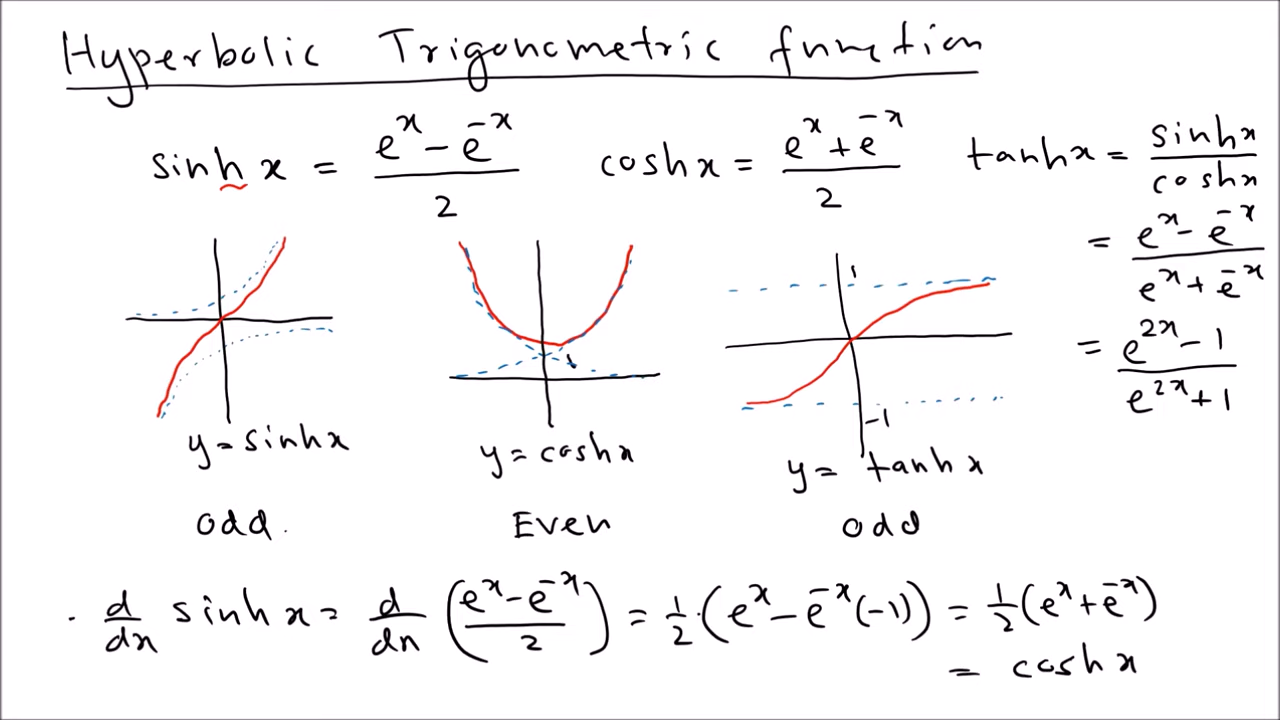 Hyperbolic Trigonometric function
sinh x = (e^x - e^-x)/2   cosh x = (e^x + e^-x)/2   tanh x = sinh x/cosh x
= (e^x - e^-x)/(e^x + e^-x)
= (e^2x - 1)/(e^2x + 1)
1
1
-1
y = sinh x   y = cosh x   y = tanh x
odd.   Even   odd
· d/dx sinh x = d/dx ((e^x - e^-x)/2) = 1/2 · (e^x - e^-x (-1)) = 1/2 (e^x + e^-x)
= cosh x